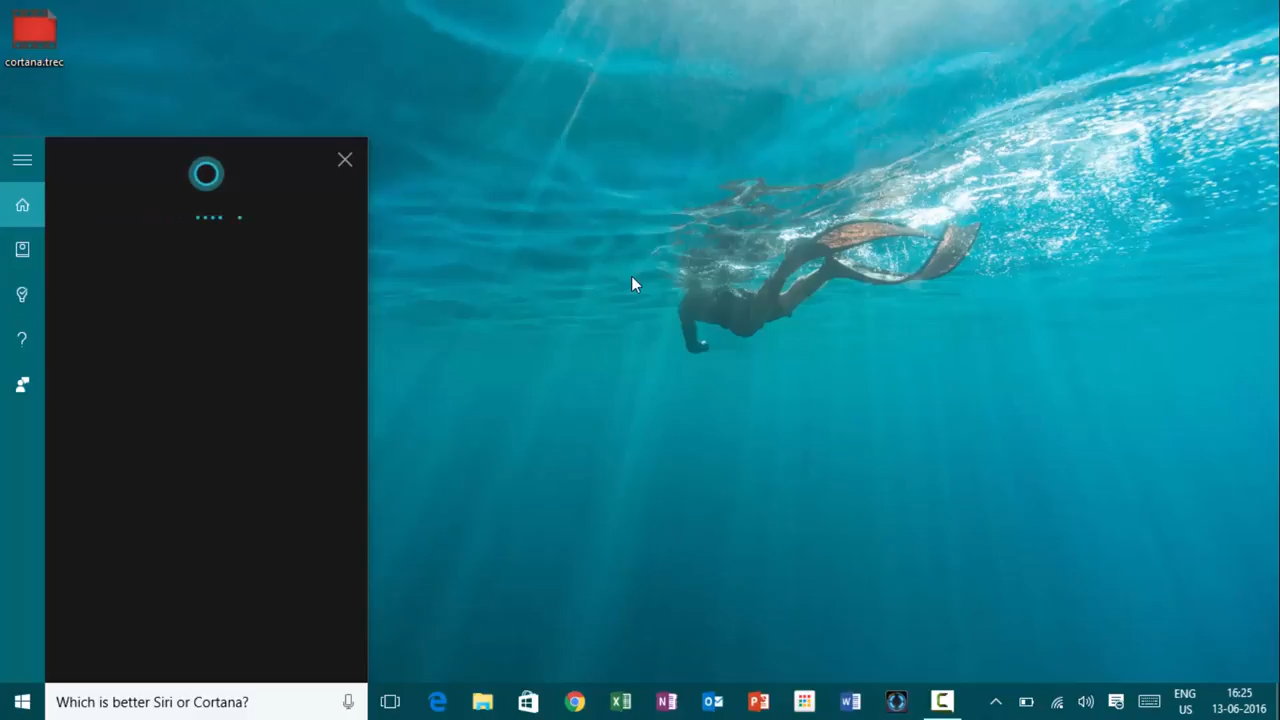 cortana.trec
?
Which is better Siri or Cortana?
ENG
US
16:25
13-06-2016